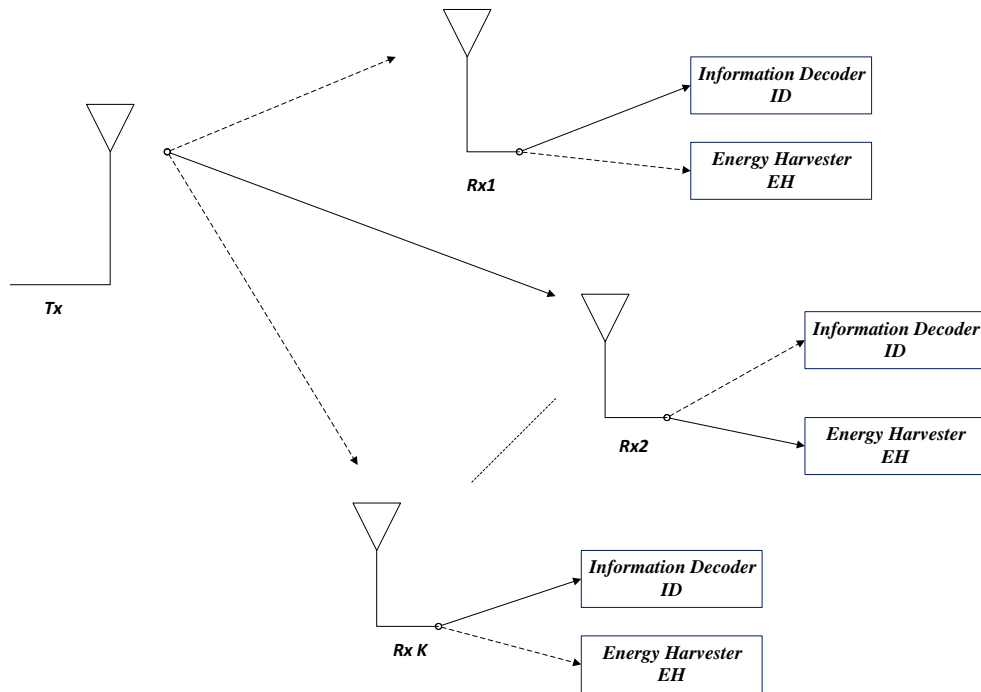 Information Decoder
ID
Energy Harvester
EH
Rx1
Tx
Information Decoder
ID
Energy Harvester
EH
Rx2
Information Decoder
ID
Energy Harvester
EH
Rx K